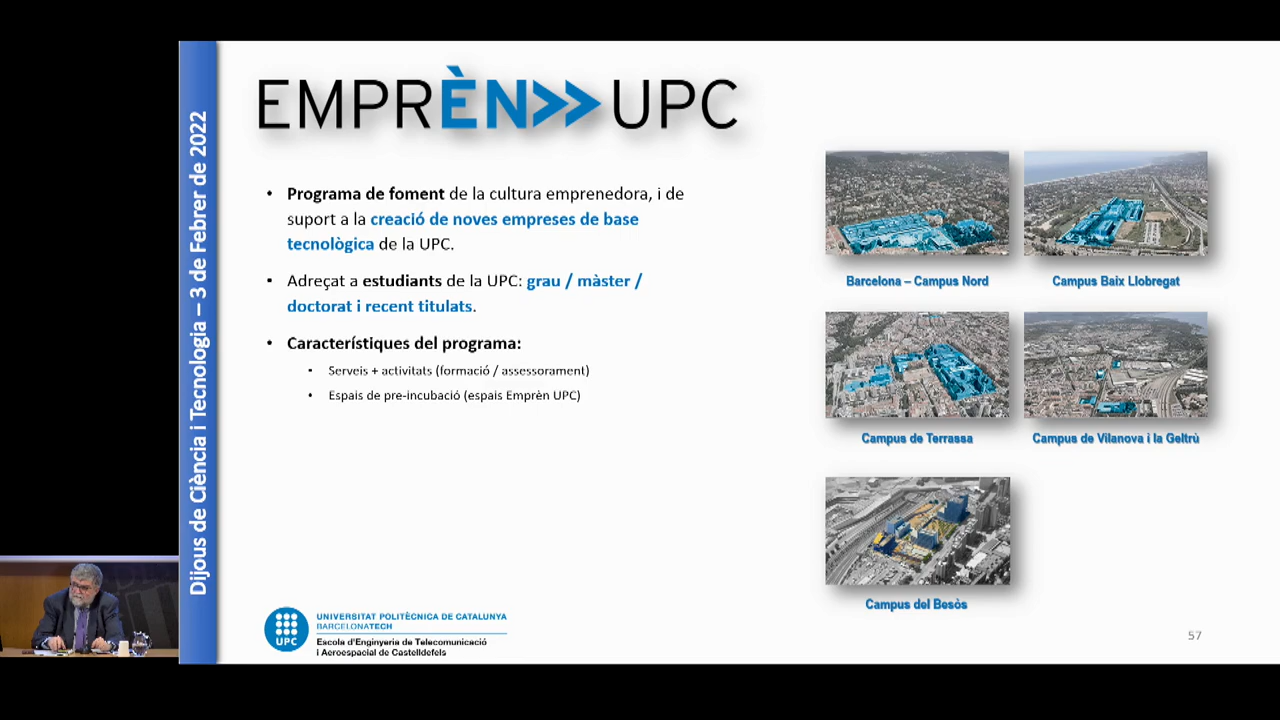 Dijous de Ciència i Tecnologia – 3 de Febrer de 2022
EMPRÈN>>UPC
• Programa de foment de la cultura emprenedora, i de
suport a la creació de noves empreses de base
tecnològica de la UPC.
• Adreçat a estudiants de la UPC: grau / màster /
doctorat i recent titulats.
• Característiques del programa:
• Serveis + activitats (formació / assessorament)
• Espais de pre-incubació (espais Emprèn UPC)
Barcelona – Campus Nord
Campus Baix Llobregat
Campus de Terrassa
Campus de Vilanova i la Geltrù
Campus del Besòs
UPC
UNIVERSITAT POLITÈCNICA DE CATALUNYA
BARCELONATECH
Escola d'Enginyeria de Telecomunicació
i Aeroespacial de Castelldefels
57